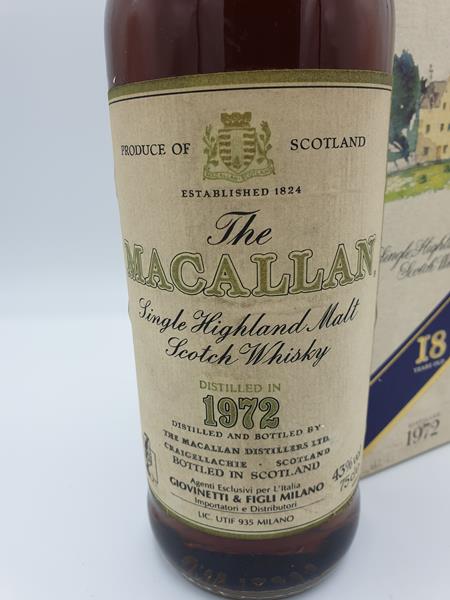 PRODUCE OF SCOTLAND
ESTABLISHED 1824
The
MACALLAN
Single Highland Malt
Scotch Whisky
DISTILLED IN
1972
DISTILLED AND BOTTLED BY
THE MACALLAN DISTILLERS LTD.
CRAIGELLACHIE · SCOTLAND
BOTTLED IN SCOTLAND
43%
75
Agenti Esclusivi per L'Italia
GIOVINETTI & FIGLI MILANO
Importatori e Distributori
LIC. UTIF 935 MILANO
Single
Scotch
18
YEARS OLD
1972